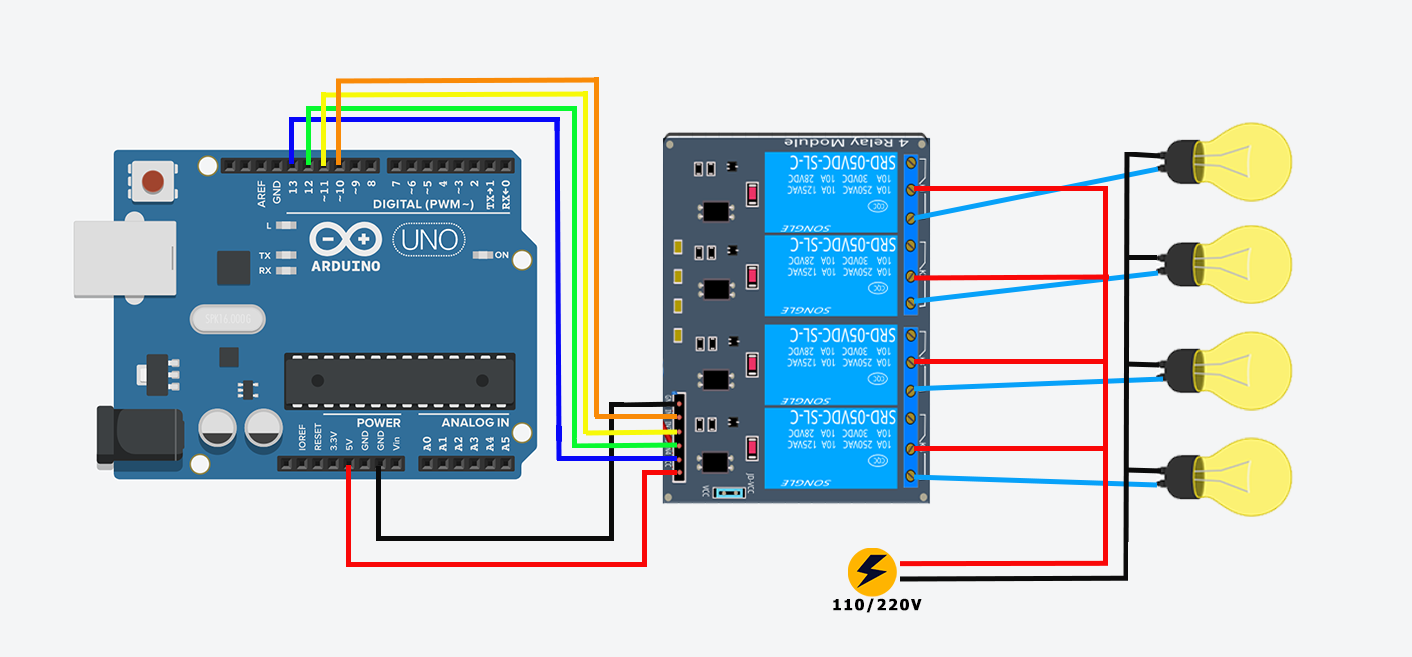 AREF
GND
13
12
~11
~10
~9
8
7
~6
~5
4
~3
2
TX→1
RX←0
DIGITAL (PWM~)
L
TX
RX
ARDUINO
UNO
ON
IOREF
RESET
3.3V
5V
GND
GND
Vin
POWER
ANALOG IN
A0
A1
A2
A3
A4
A5
4 Relay Module
SRD-05VDC-SL-C
10A 250VAC 10A 125VAC
10A 30VDC 10A 28VDC
CQC
SONGLE
SRD-05VDC-SL-C
10A 250VAC 10A 125VAC
10A 30VDC 10A 28VDC
CQC
SONGLE
SRD-05VDC-SL-C
10A 250VAC 10A 125VAC
10A 30VDC 10A 28VDC
CQC
SONGLE
SRD-05VDC-SL-C
10A 250VAC 10A 125VAC
10A 30VDC 10A 28VDC
CQC
SONGLE
VCC
JD-VCC
110/220V